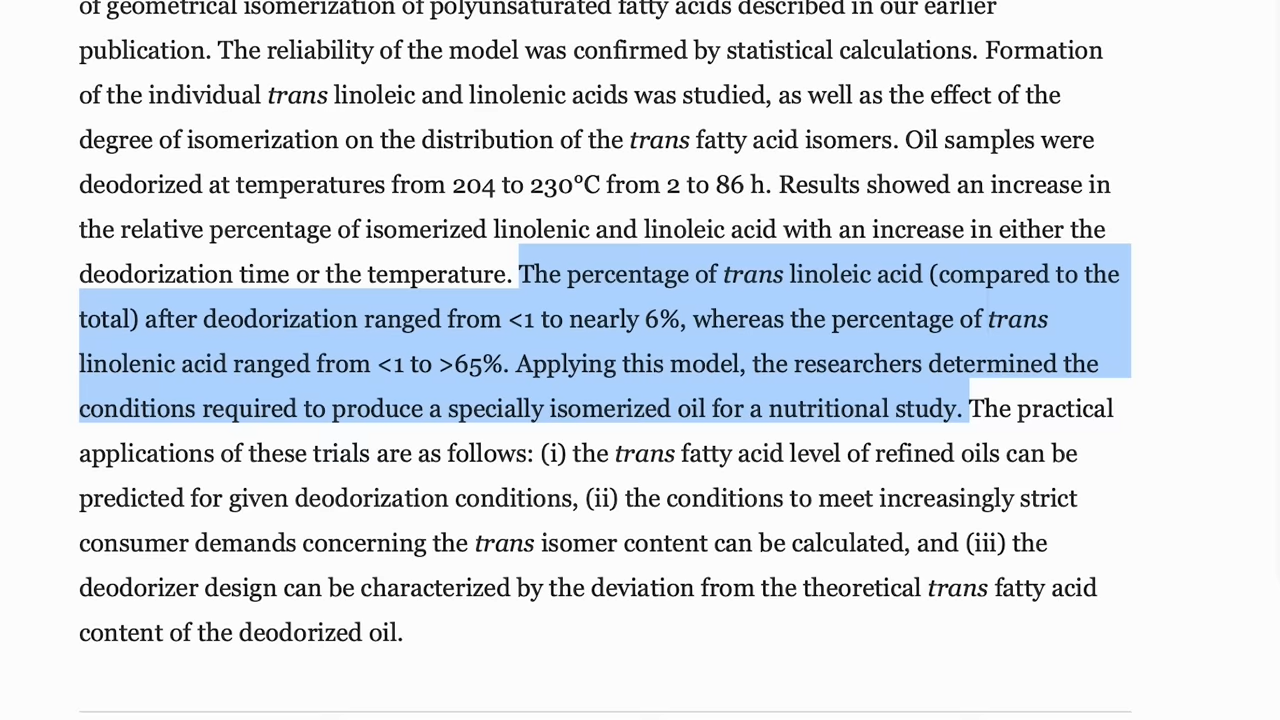 of geometrical isomerization of polyunsaturated fatty acids described in our earlier
publication. The reliability of the model was confirmed by statistical calculations. Formation
of the individual trans linoleic and linolenic acids was studied, as well as the effect of the
degree of isomerization on the distribution of the trans fatty acid isomers. Oil samples were
deodorized at temperatures from 204 to 230°C from 2 to 86 h. Results showed an increase in
the relative percentage of isomerized linolenic and linoleic acid with an increase in either the
deodorization time or the temperature. The percentage of trans linoleic acid (compared to the
total) after deodorization ranged from <1 to nearly 6%, whereas the percentage of trans
linolenic acid ranged from <1 to >65%. Applying this model, the researchers determined the
conditions required to produce a specially isomerized oil for a nutritional study. The practical
applications of these trials are as follows: (i) the trans fatty acid level of refined oils can be
predicted for given deodorization conditions, (ii) the conditions to meet increasingly strict
consumer demands concerning the trans isomer content can be calculated, and (iii) the
deodorizer design can be characterized by the deviation from the theoretical trans fatty acid
content of the deodorized oil.